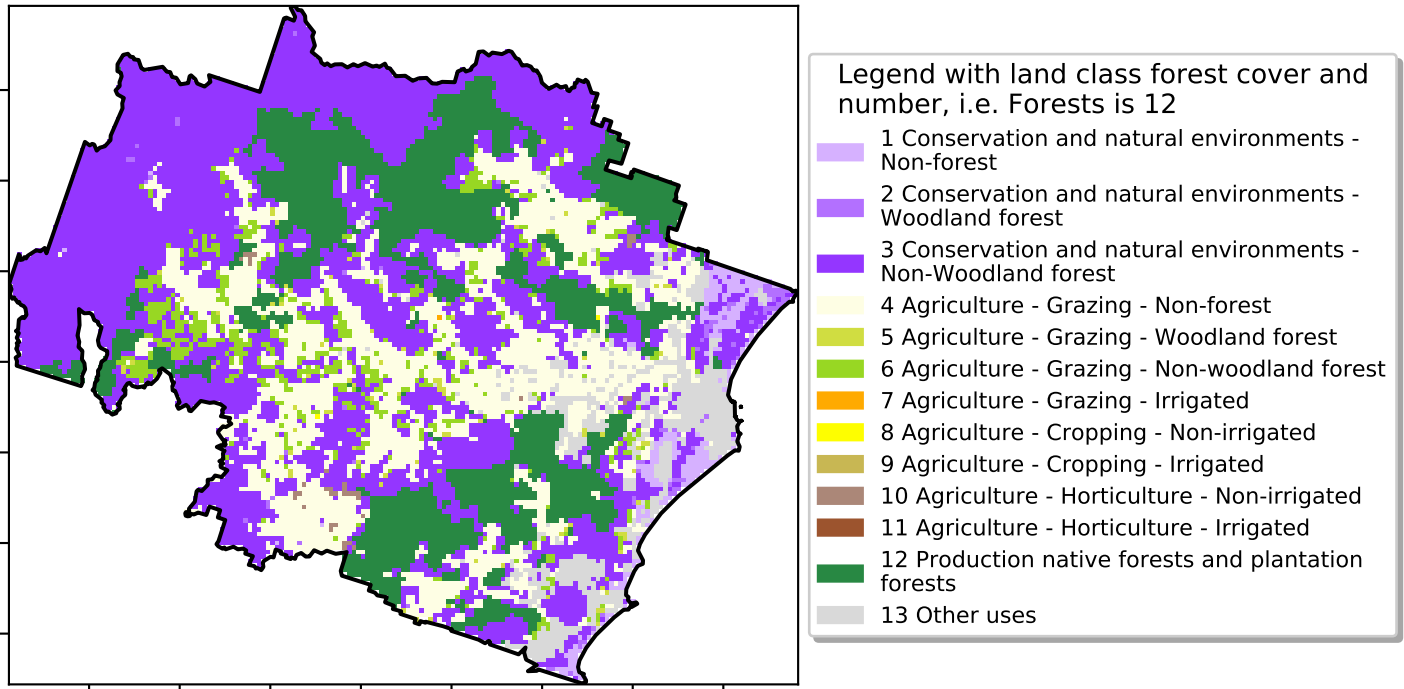 Legend with land class forest cover and
number, i.e. Forests is 12
1 Conservation and natural environments -
Non-forest
2 Conservation and natural environments -
Woodland forest
3 Conservation and natural environments -
Non-Woodland forest
4 Agriculture - Grazing - Non-forest
5 Agriculture - Grazing - Woodland forest
6 Agriculture - Grazing - Non-woodland forest
7 Agriculture - Grazing - Irrigated
8 Agriculture - Cropping - Non-irrigated
9 Agriculture - Cropping - Irrigated
10 Agriculture - Horticulture - Non-irrigated
11 Agriculture - Horticulture - Irrigated
12 Production native forests and plantation
forests
13 Other uses